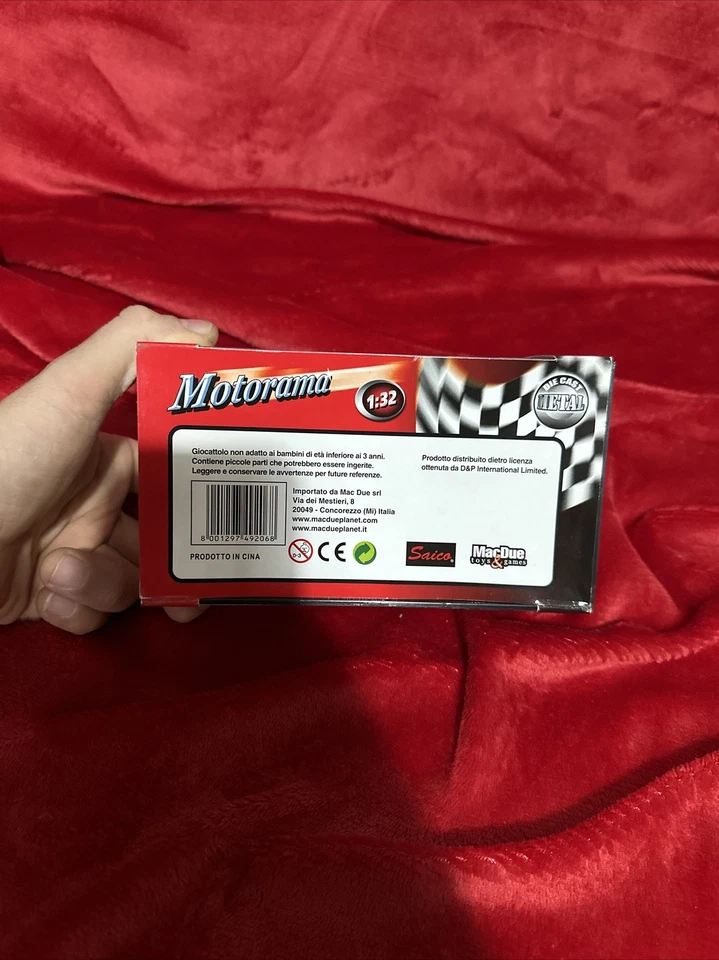 Motorama
1:32
DIE CAST
METAL
Giocattolo non adatto ai bambini di età inferiore ai 3 anni.
Contiene piccole parti che potrebbero essere ingerite.
Leggere e conservare le avvertenze per future referenze.
Prodotto distribuito dietro licenza
ottenuta da D&P International Limited.
Importato da Mac Due srl
Via dei Mestieri, 8
20049 - Concorezzo (Mi) Italia
www.macdueplanet.com
www.macdueplanet.it
8 001297 492068
PRODOTTO IN CINA
0-3
CE
Saico
MacDue
toys & games